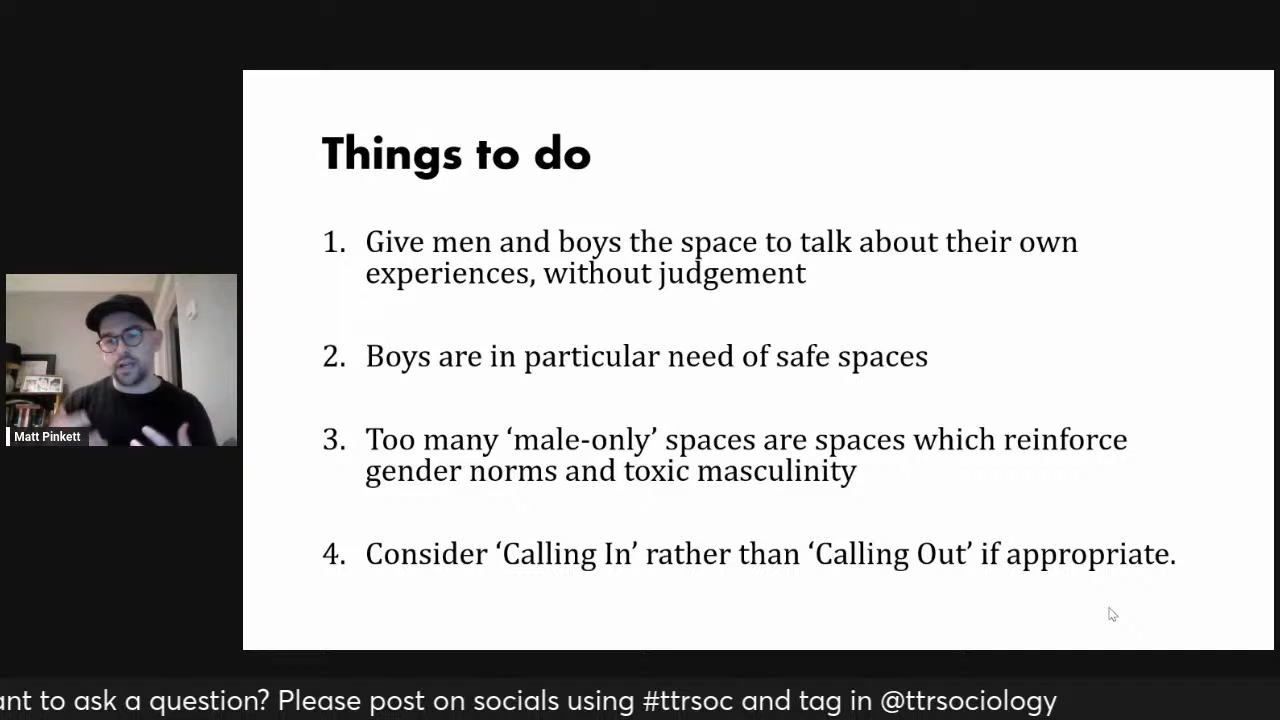 Things to do
1. Give men and boys the space to talk about their own
experiences, without judgement
2. Boys are in particular need of safe spaces
3. Too many ‘male-only’ spaces are spaces which reinforce
gender norms and toxic masculinity
4. Consider ‘Calling In’ rather than ‘Calling Out’ if appropriate.
Matt Pinkett
to ask a question? Please post on socials using #ttrsoc and tag in @ttrsociology